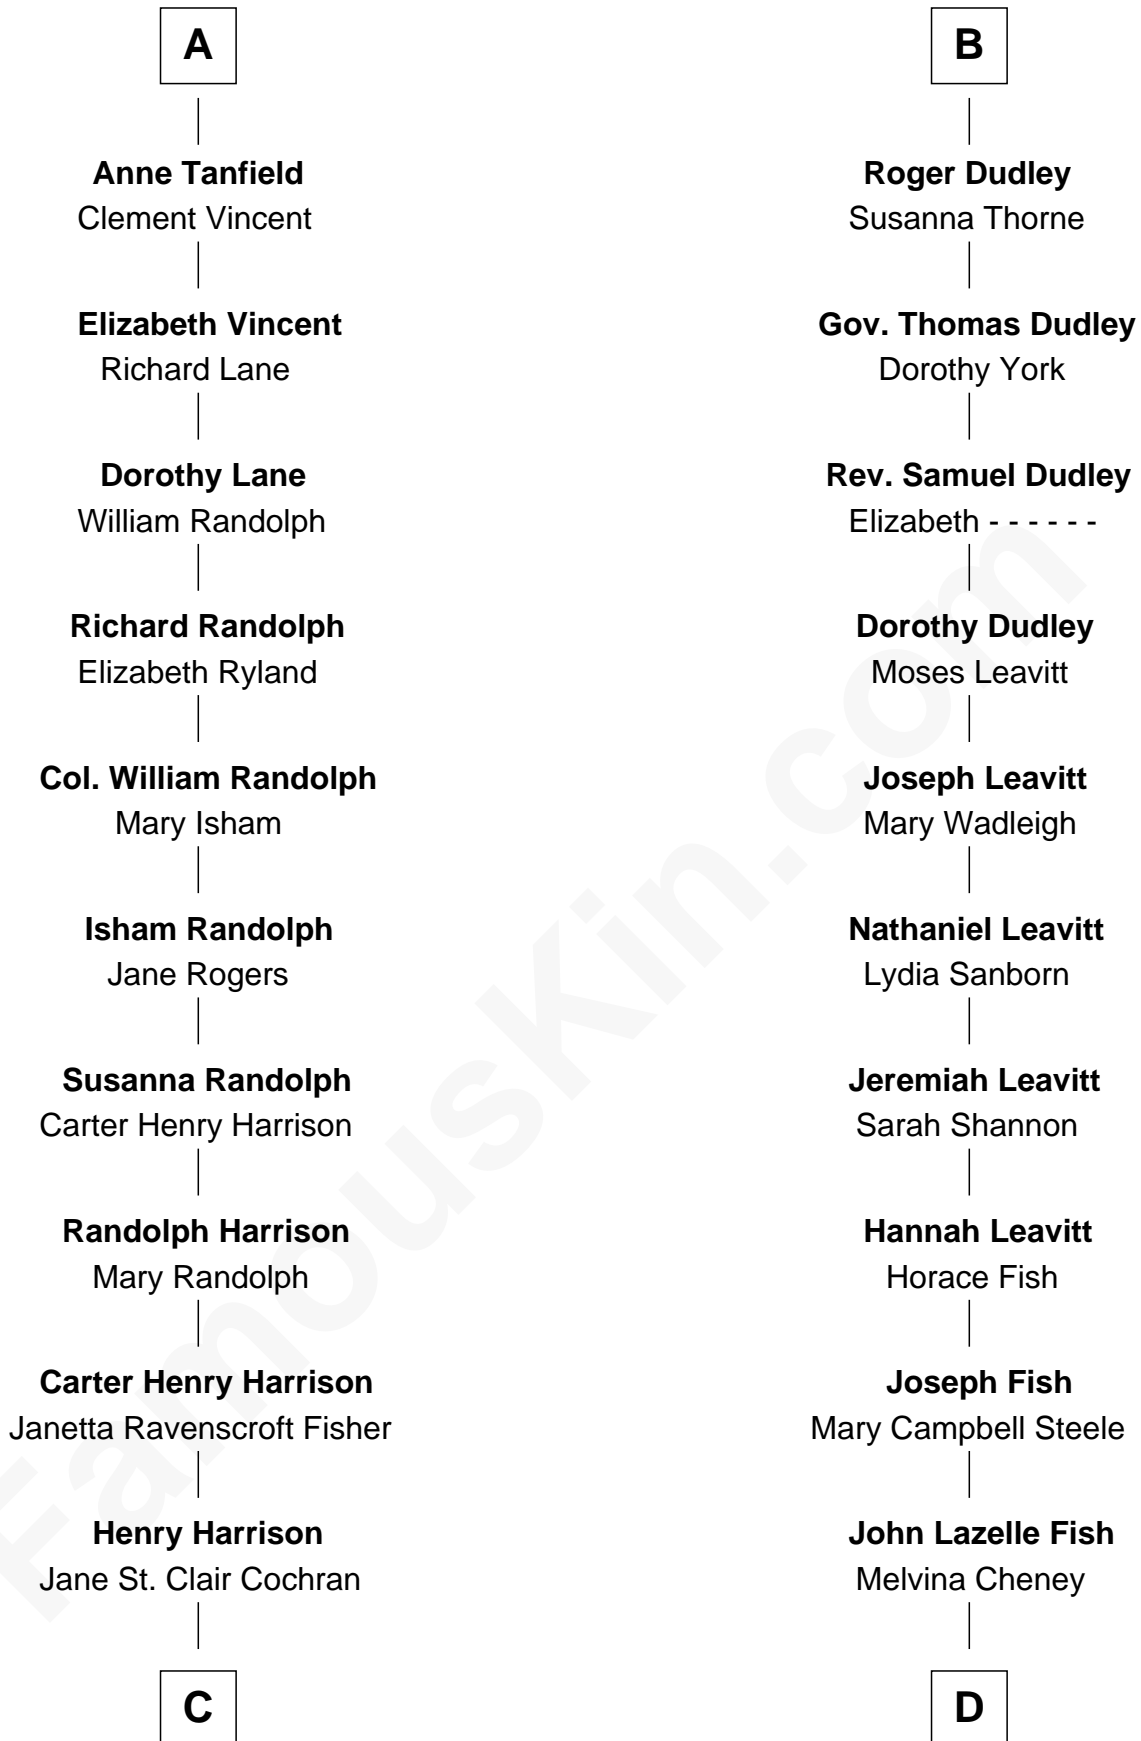 A
Anne Tanfield
Clement Vincent
Elizabeth Vincent
Richard Lane
Dorothy Lane
William Randolph
Richard Randolph
Elizabeth Ryland
Col. William Randolph
Mary Isham
Isham Randolph
Jane Rogers
Susanna Randolph
Carter Henry Harrison
Randolph Harrison
Mary Randolph
Carter Henry Harrison
Janetta Ravenscroft Fisher
Henry Harrison
Jane St. Clair Cochran
C
B
Roger Dudley
Susanna Thorne
Gov. Thomas Dudley
Dorothy York
Rev. Samuel Dudley
Elizabeth - - - - - -
Dorothy Dudley
Moses Leavitt
Joseph Leavitt
Mary Wadleigh
Nathaniel Leavitt
Lydia Sanborn
Jeremiah Leavitt
Sarah Shannon
Hannah Leavitt
Horace Fish
Joseph Fish
Mary Campbell Steele
John Lazelle Fish
Melvina Cheney
D
FamousKin.com